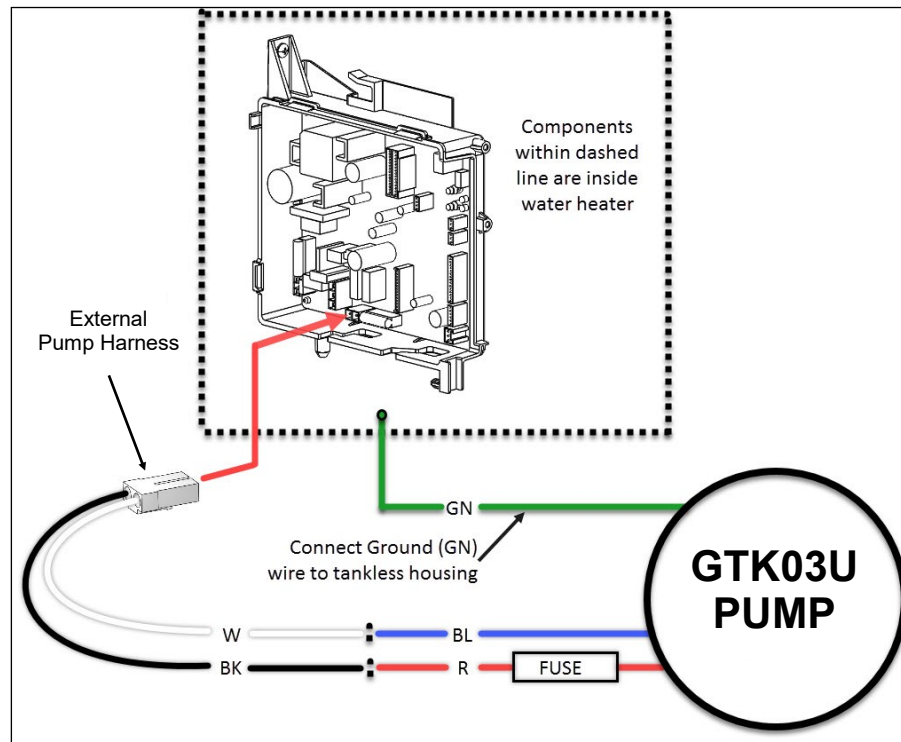 Components
within dashed
line are inside
water heater
External
Pump Harness
GN
Connect Ground (GN)
wire to tankless housing
GTK03U
PUMP
W
BL
BK
R
FUSE